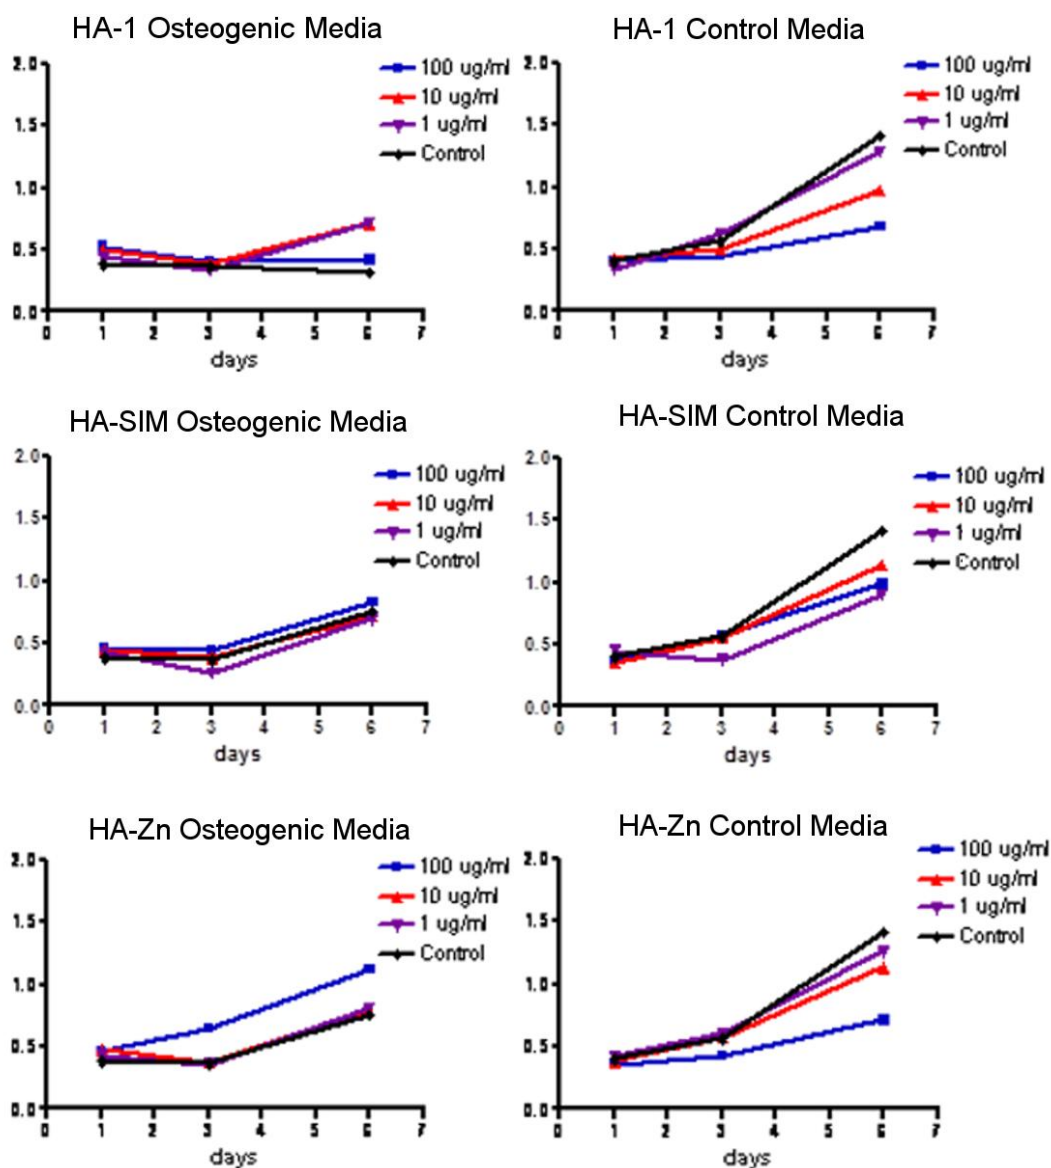 HA-1 Osteogenic Media
2.0
1.5
1.0
0.5
0.0
0 1 2 3 4 5 6 7
days
100 ug/ml
10 ug/ml
1 ug/ml
Control
HA-1 Control Media
2.0
1.5
1.0
0.5
0.0
0 1 2 3 4 5 6 7
days
100 ug/ml
10 ug/ml
1 ug/ml
Control
HA-SIM Osteogenic Media
2.0
1.5
1.0
0.5
0.0
0 1 2 3 4 5 6 7
days
100 ug/ml
10 ug/ml
1 ug/ml
Control
HA-SIM Control Media
2.0
1.5
1.0
0.5
0.0
0 1 2 3 4 5 6 7
days
100 ug/ml
10 ug/ml
1 ug/ml
Control
HA-Zn Osteogenic Media
2.0
1.5
1.0
0.5
0.0
0 1 2 3 4 5 6 7
days
100 ug/ml
10 ug/ml
1 ug/ml
Control
HA-Zn Control Media
2.0
1.5
1.0
0.5
0.0
0 1 2 3 4 5 6 7
days
100 ug/ml
10 ug/ml
1 ug/ml
Control